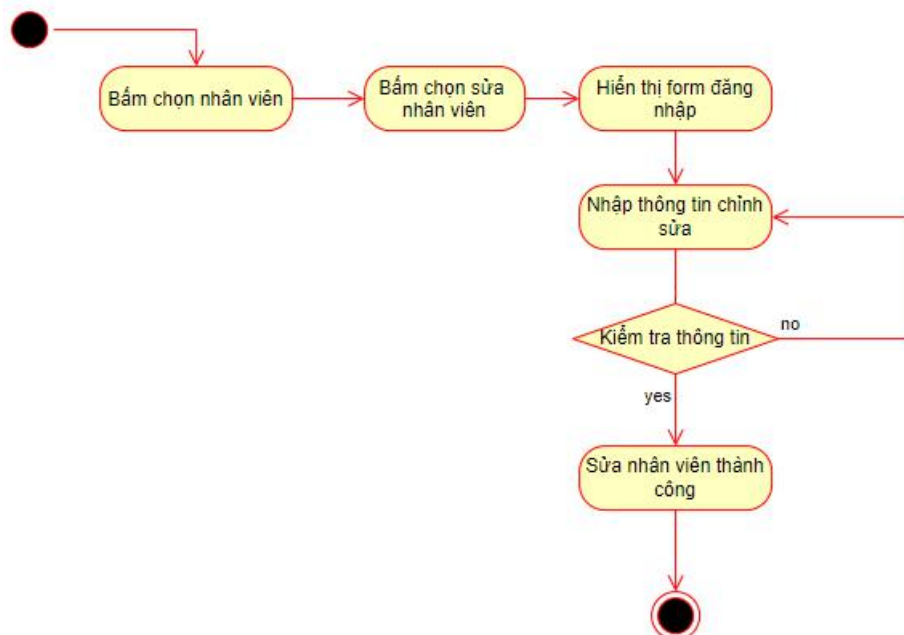 Bấm chọn nhân viên
Bấm chọn sửa
nhân viên
Hiển thị form đăng
nhập
Nhập thông tin chỉnh
sửa
Kiểm tra thông tin
no
yes
Sửa nhân viên thành
công